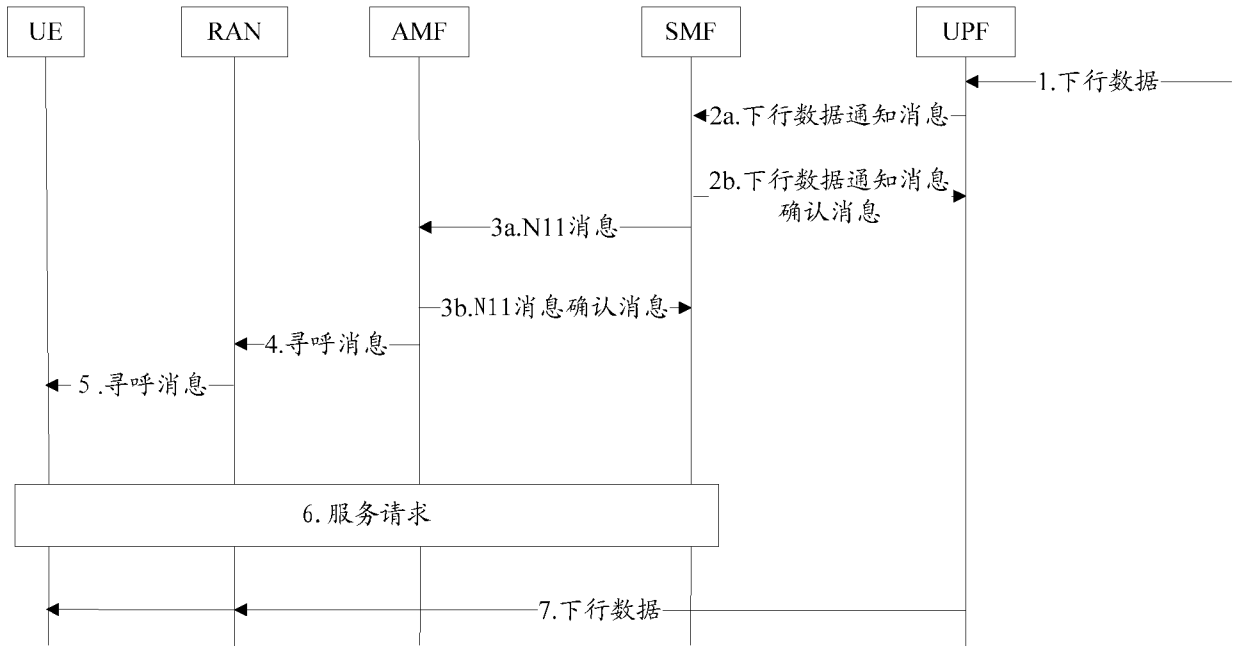 UE
RAN
AMF
SMF
UPF
1.下行数据
2a.下行数据通知消息
2b.下行数据通知消息
确认消息
3a.N11消息
3b.N11消息确认消息
4.寻呼消息
5 .寻呼消息
6.服务请求
7.下行数据